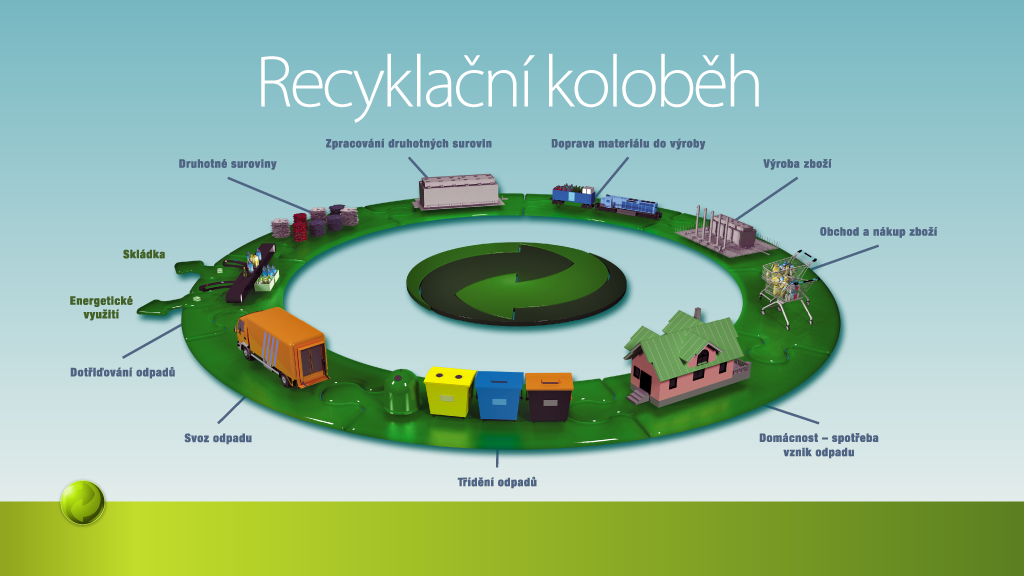 Recyklační koloběh
Zpracování druhotných surovin
Doprava materiálu do výroby
Druhotné suroviny
Výroba zboží
Obchod a nákup zboží
Skládka
Energetické
využití
Dotřiďování odpadů
Svoz odpadu
Domácnost – spotřeba
vznik odpadu
Třídění odpadů